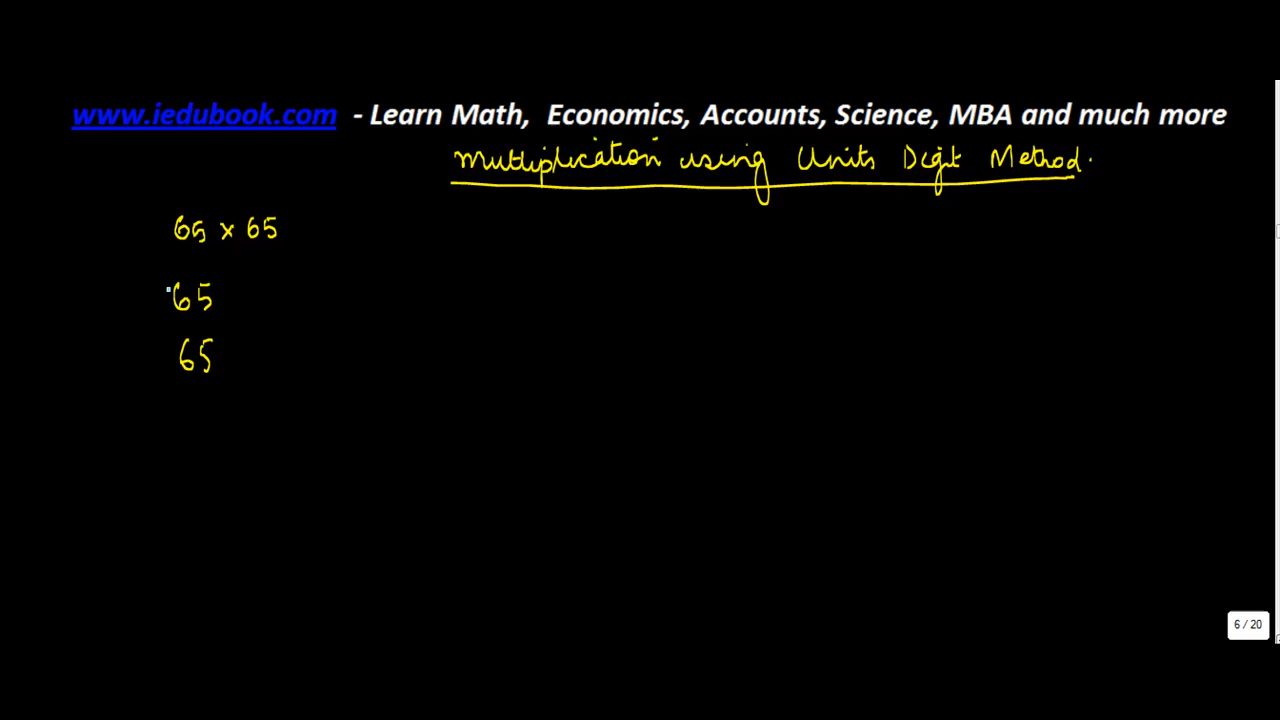 www.iedubook.com - Learn Math, Economics, Accounts, Science, MBA and much more
Multiplication using Units Digit Method.
65 x 65
65
65
6 / 20